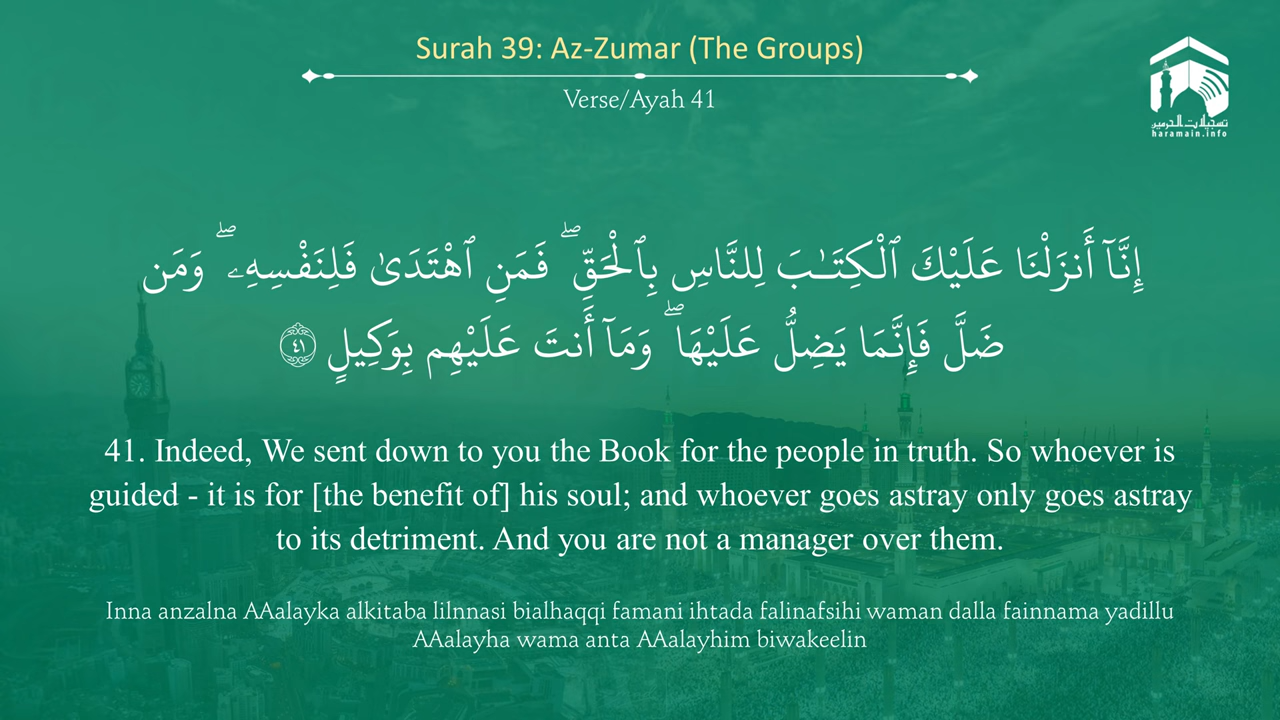 Surah 39: Az-Zumar (The Groups)
Verse/Ayah 41
تسجيلات الحرمين
haramain.info
إِنَّآ أَنزَلْنَا عَلَيْكَ ٱلْكِتَـٰبَ لِلنَّاسِ بِٱلْحَقِّ ۖ فَمَنِ ٱهْتَدَىٰ فَلِنَفْسِهِۦ ۖ وَمَن
ضَلَّ فَإِنَّمَا يَضِلُّ عَلَيْهَا ۖ وَمَآ أَنتَ عَلَيْهِم بِوَكِيلٍ ٤١
41. Indeed, We sent down to you the Book for the people in truth. So whoever is
guided - it is for [the benefit of] his soul; and whoever goes astray only goes astray
to its detriment. And you are not a manager over them.
Inna anzalna AAalayka alkitaba lilnnasi bialhaqqi famani ihtada falinafsihi waman dalla fainnama yadillu
AAalayha wama anta AAalayhim biwakeelin